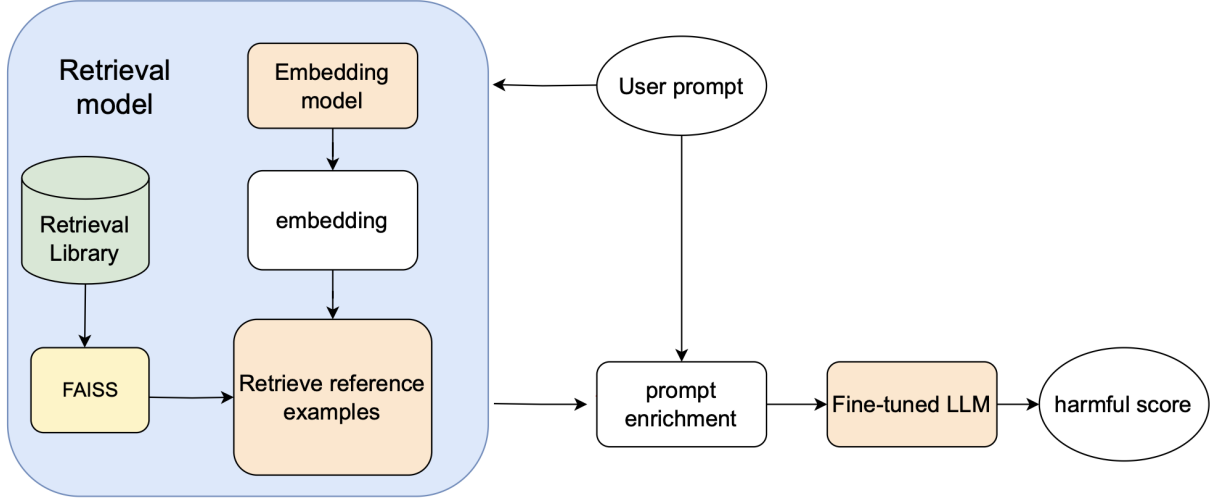 Retrieval
model
Embedding
model
User prompt
embedding
Retrieval
Library
FAISS
Retrieve reference
examples
prompt
enrichment
Fine-tuned LLM
harmful score